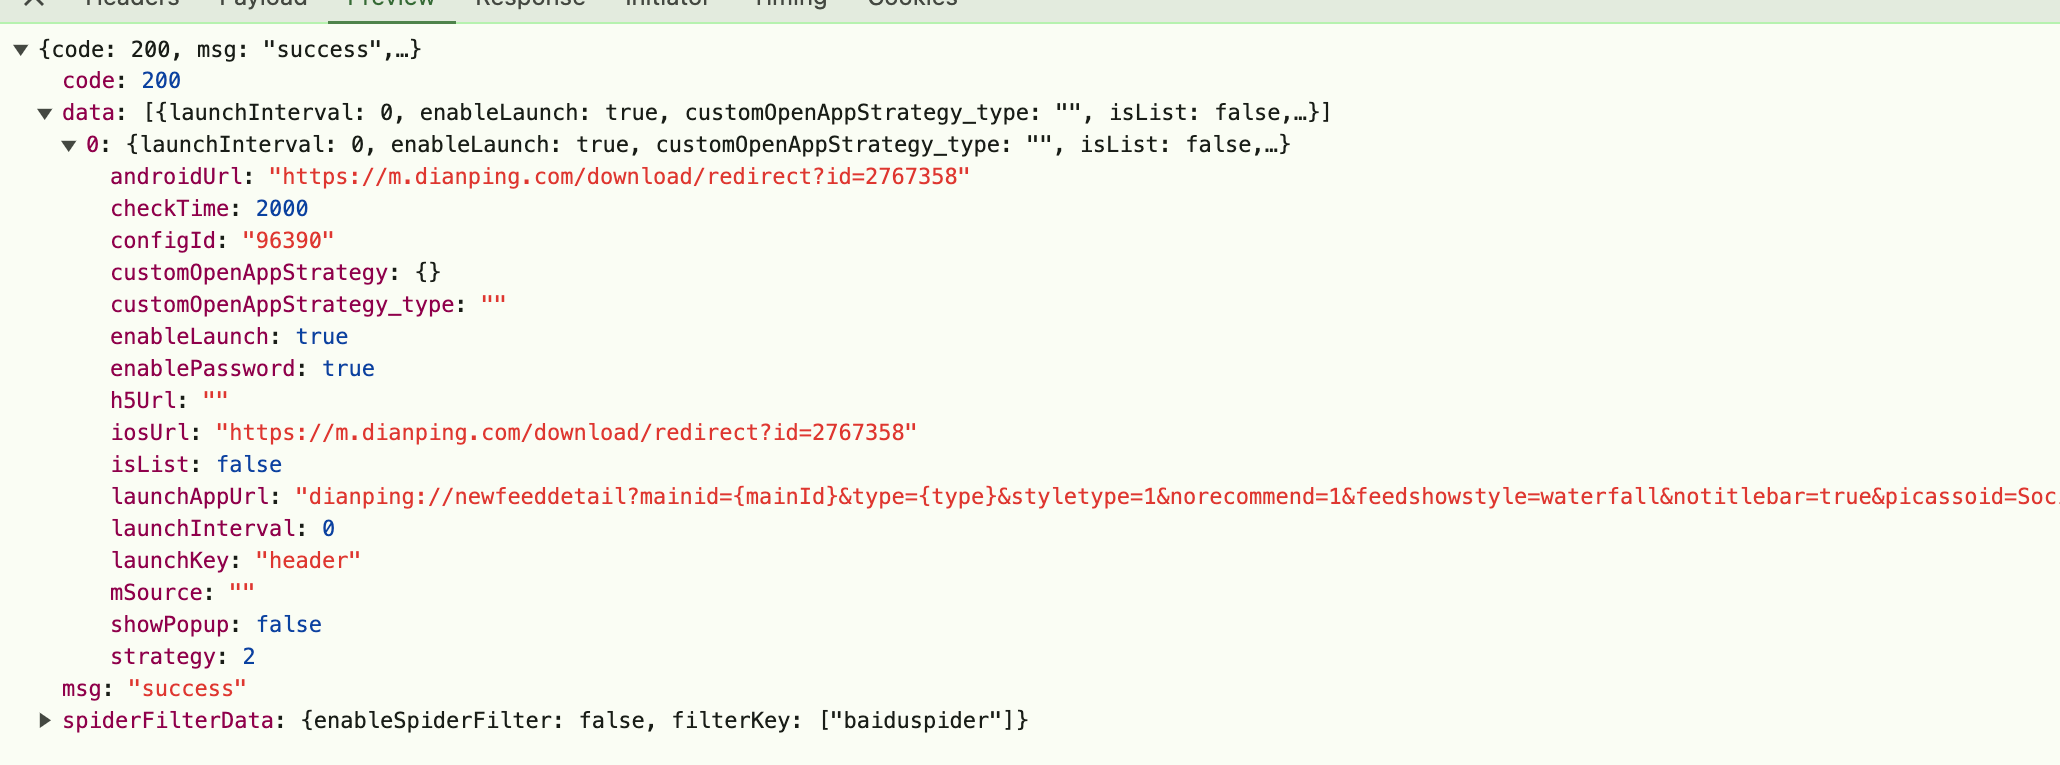 Headers Payload Preview Response Initiator Timing Cookies
{code: 200, msg: "success",…}
code: 200
data: [{launchInterval: 0, enableLaunch: true, customOpenAppStrategy_type: "", isList: false,…}]
0: {launchInterval: 0, enableLaunch: true, customOpenAppStrategy_type: "", isList: false,…}
androidUrl: "https://m.dianping.com/download/redirect?id=2767358"
checkTime: 2000
configId: "96390"
customOpenAppStrategy: {}
customOpenAppStrategy_type: ""
enableLaunch: true
enablePassword: true
h5Url: ""
iosUrl: "https://m.dianping.com/download/redirect?id=2767358"
isList: false
launchAppUrl: "dianping://newfeeddetail?mainid={mainId}&type={type}&styletype=1&norecommend=1&feedshowstyle=waterfall&notitlebar=true&picassoid=Soc
launchInterval: 0
launchKey: "header"
mSource: ""
showPopup: false
strategy: 2
msg: "success"
spiderFilterData: {enableSpiderFilter: false, filterKey: ["baiduspider"]}